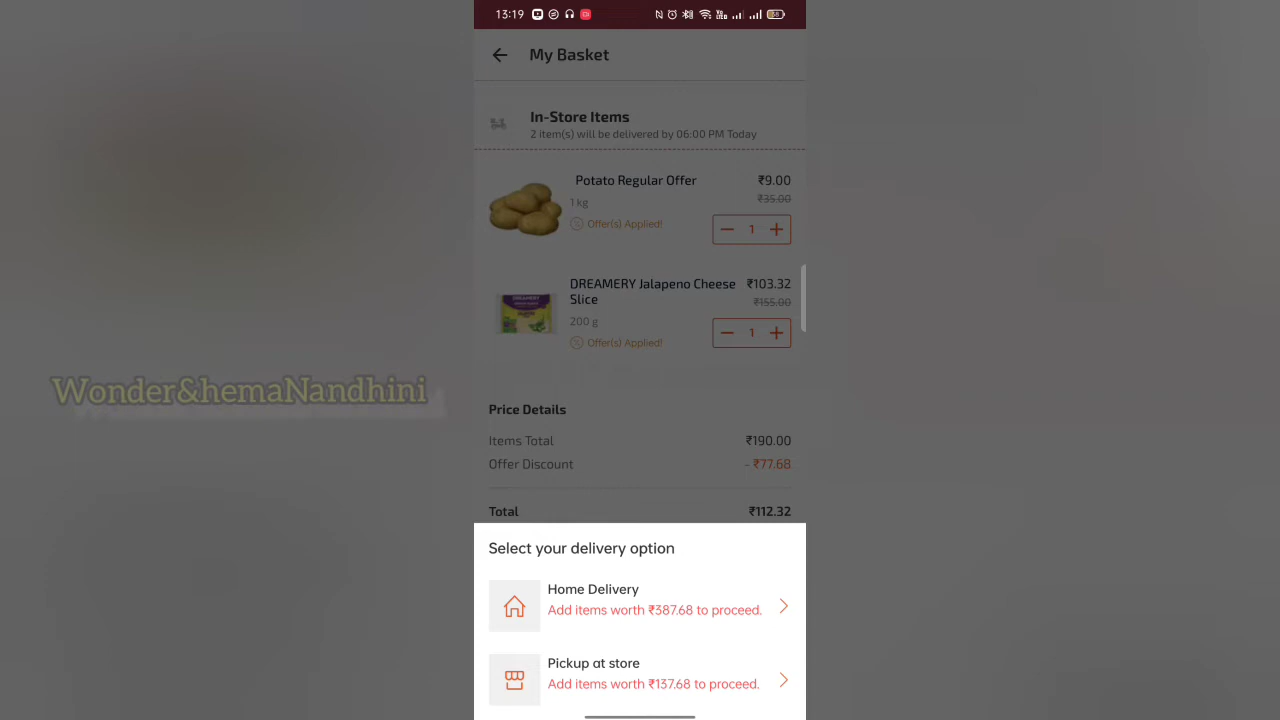 13:19
My Basket
In-Store Items
2 item(s) will be delivered by 06:00 PM Today
Potato Regular Offer ₹9.00
1 kg ₹35.00
Offer(s) Applied!
1
DREAMERY Jalapeno Cheese Slice ₹103.32
₹155.00
200 g
Offer(s) Applied!
1
Wonder&hemaNandhini
Price Details
Items Total ₹190.00
Offer Discount - ₹77.68
Total ₹112.32
Select your delivery option
Home Delivery
Add items worth ₹387.68 to proceed.
Pickup at store
Add items worth ₹137.68 to proceed.